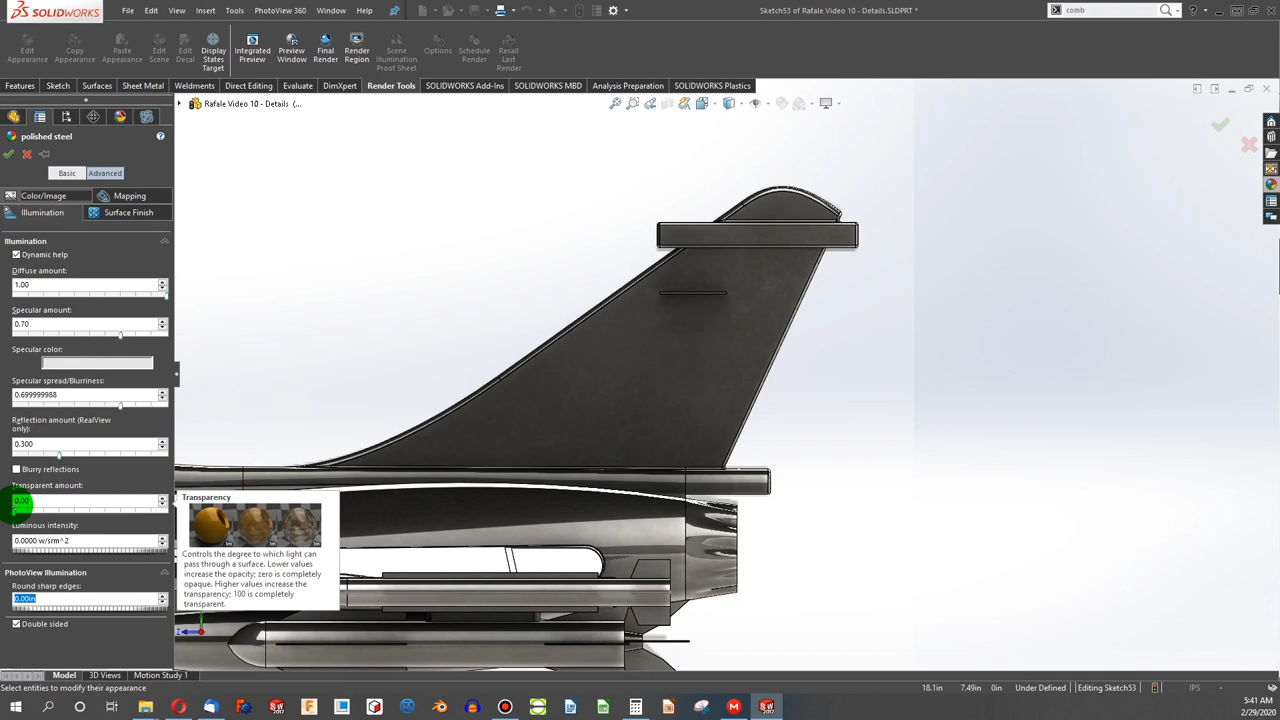 SOLIDWORKS
File Edit View Insert Tools PhotoView 360 Window Help
Sketch53 of Rafale Video 10 - Details.SLDPRT *
comb
Edit Appearance
Copy Appearance
Paste Appearance
Edit Scene
Edit Decal
Display States Target
Integrated Preview
Preview Window
Final Render
Render Region
Scene Illumination Proof Sheet
Options
Schedule Render
Recall Last Render
Features Sketch Surfaces Sheet Metal Weldments Direct Editing Evaluate DimXpert Render Tools SOLIDWORKS Add-Ins SOLIDWORKS MBD Analysis Preparation SOLIDWORKS Plastics
Rafale Video 10 - Details (...
polished steel
Basic Advanced
Color/Image Mapping
Illumination Surface Finish
Illumination
Dynamic help
Diffuse amount:
1.00
Specular amount:
0.70
Specular color:
Specular spread/Blurriness:
0.699999988
Reflection amount (RealView
only):
0.300
Blurry reflections
Transparent amount:
0.00
Luminous intensity:
0.0000 w/srm^2
PhotoView Illumination
Round sharp edges:
0.00in
Double sided
Transparency
Controls the degree to which light can
pass through a surface. Lower values
increase the opacity; zero is completely
opaque. Higher values increase the
transparency; 100 is completely
transparent.
Z
Model 3D Views Motion Study 1
Select entities to modify their appearance
18.1in 7.49in 0in Under Defined Editing Sketch53 IPS
5:41 AM
2/29/2020